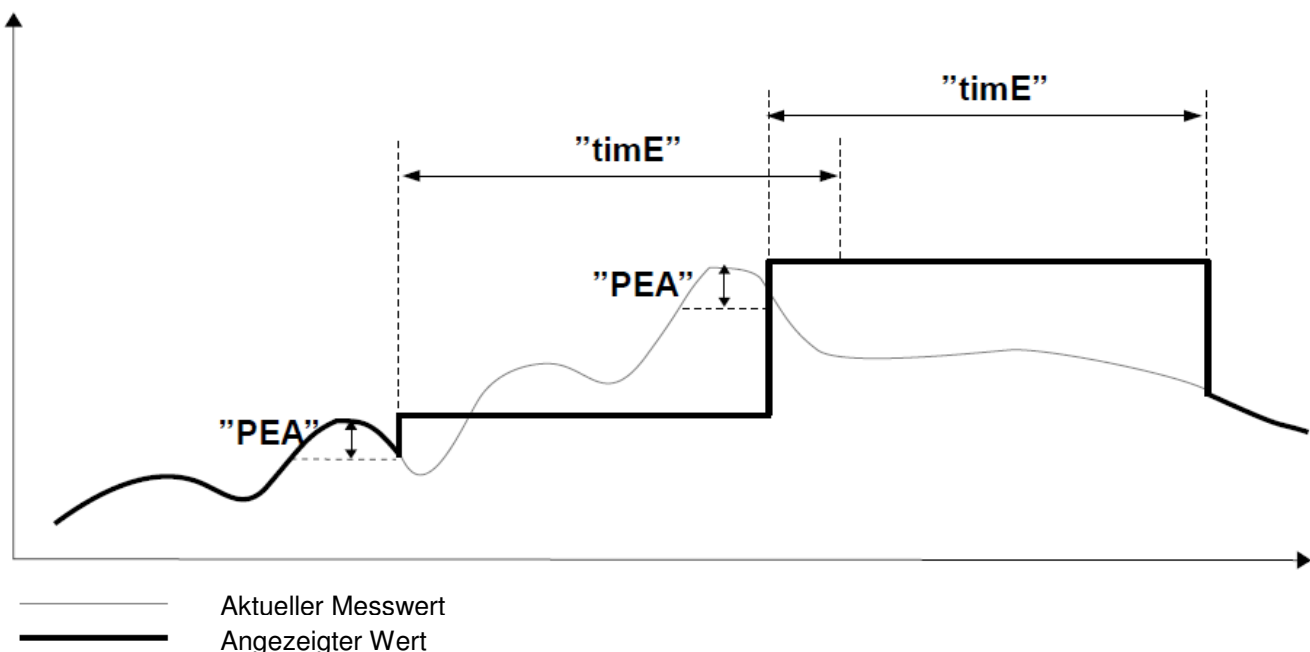 ”timE”
”timE”
”PEA”
”PEA”
Aktueller Messwert
Angezeigter Wert